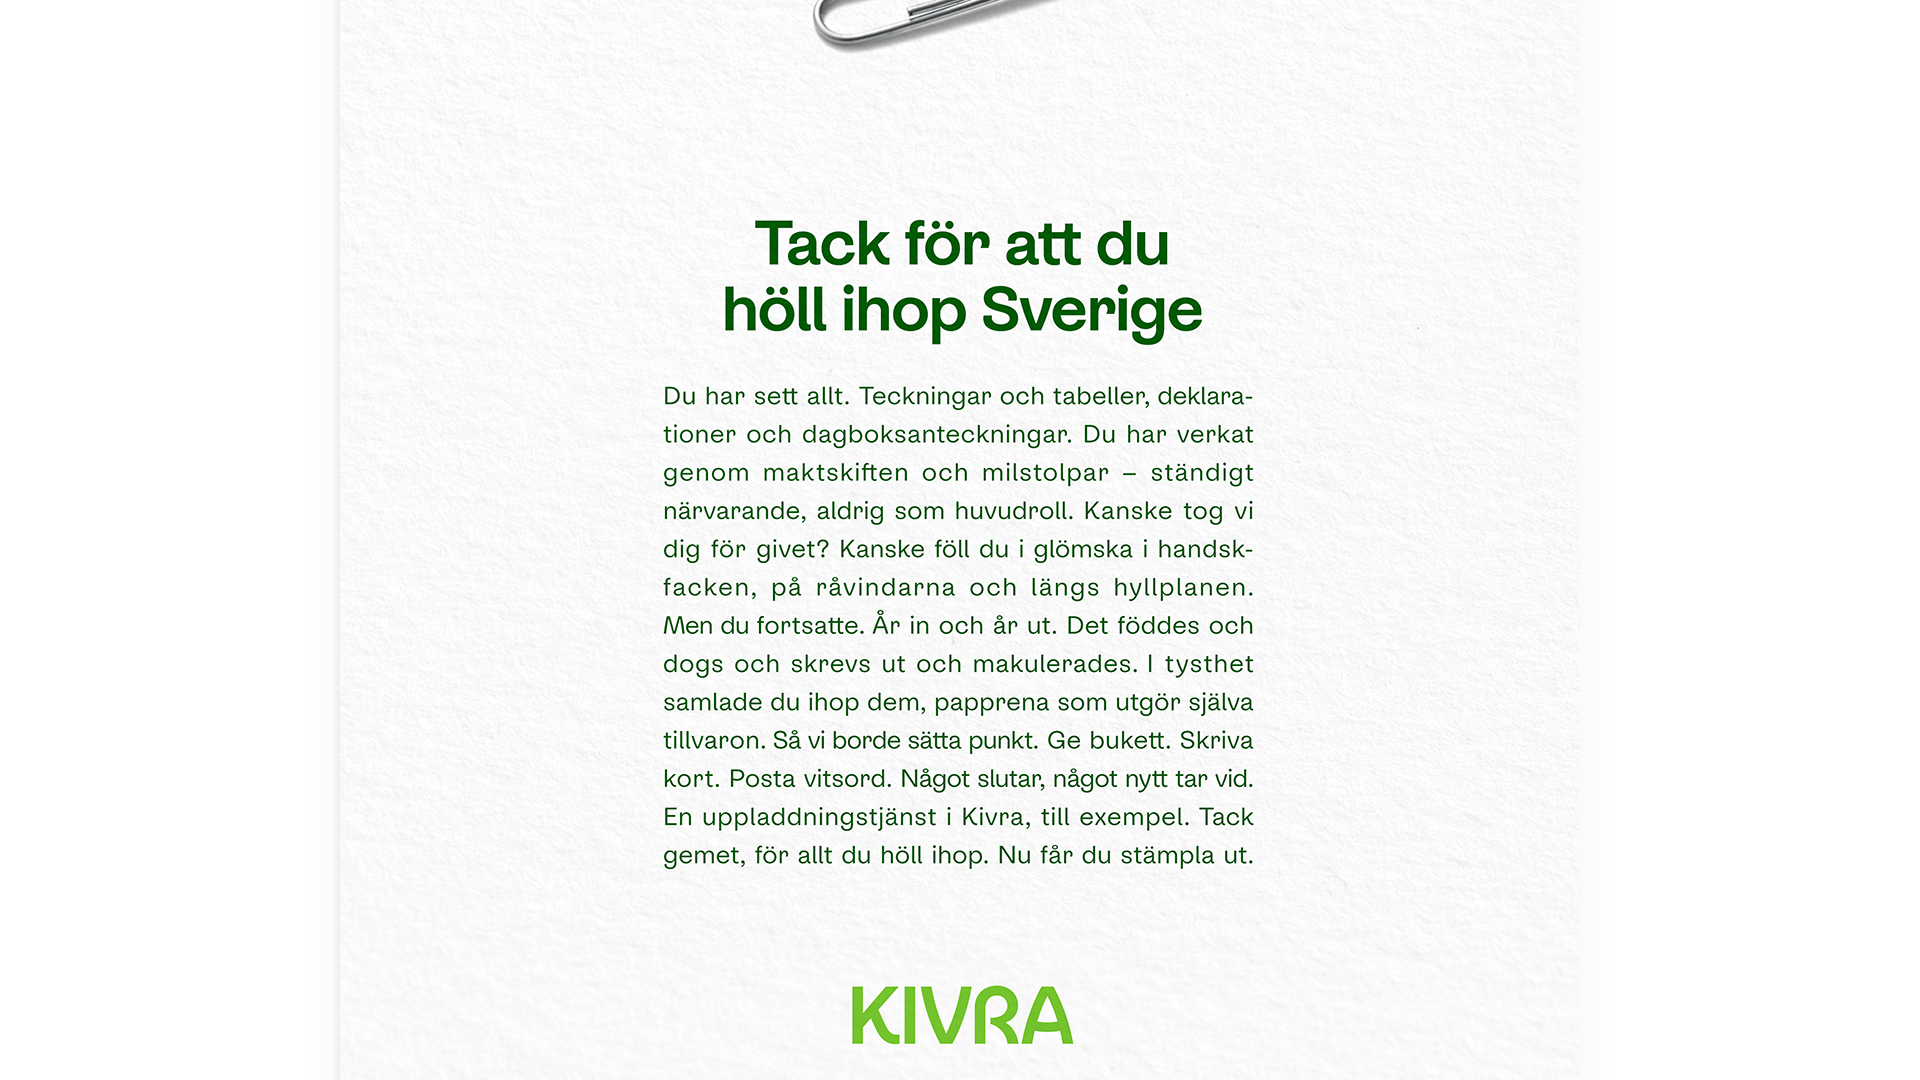 Tack för att du
höll ihop Sverige
Du har sett allt. Teckningar och tabeller, deklara-
tioner och dagboksanteckningar. Du har verkat
genom maktskiften och milstolpar – ständigt
närvarande, aldrig som huvudroll. Kanske tog vi
dig för givet? Kanske föll du i glömska i handsk-
facken, på råvindarna och längs hyllplanen.
Men du fortsatte. År in och år ut. Det föddes och
dogs och skrevs ut och makulerades. I tysthet
samlade du ihop dem, papprena som utgör själva
tillvaron. Så vi borde sätta punkt. Ge bukett. Skriva
kort. Posta vitsord. Något slutar, något nytt tar vid.
En uppladdningstjänst i Kivra, till exempel. Tack
gemet, för allt du höll ihop. Nu får du stämpla ut.
KIVRA